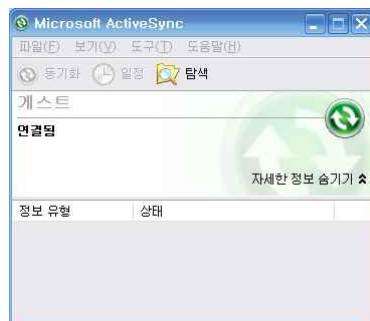 Microsoft ActiveSync
파일(F) 보기(V) 도구(T) 도움말(H)
동기화 일정 탐색
게스트
연결됨
자세한 정보 숨기기
정보 유형 상태